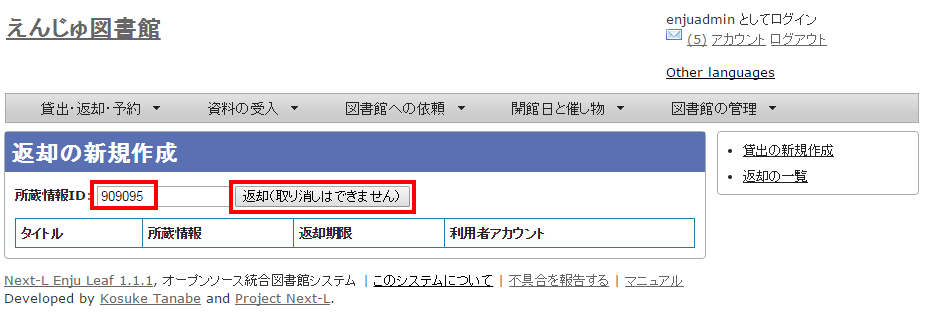 えんじゅ図書館
enjuadmin としてログイン
(5) アカウント ログアウト
Other languages
貸出・返却・予約 資料の受入 図書館への依頼 開館日と催し物 図書館の管理
返却の新規作成
所蔵情報ID: 909095 返却(取り消しはできません)
タイトル 所蔵情報 返却期限 利用者アカウント
貸出の新規作成
返却の一覧
Next-L Enju Leaf 1.1.1, オープンソース統合図書館システム | このシステムについて | 不具合を報告する | マニュアル
Developed by Kosuke Tanabe and Project Next-L.